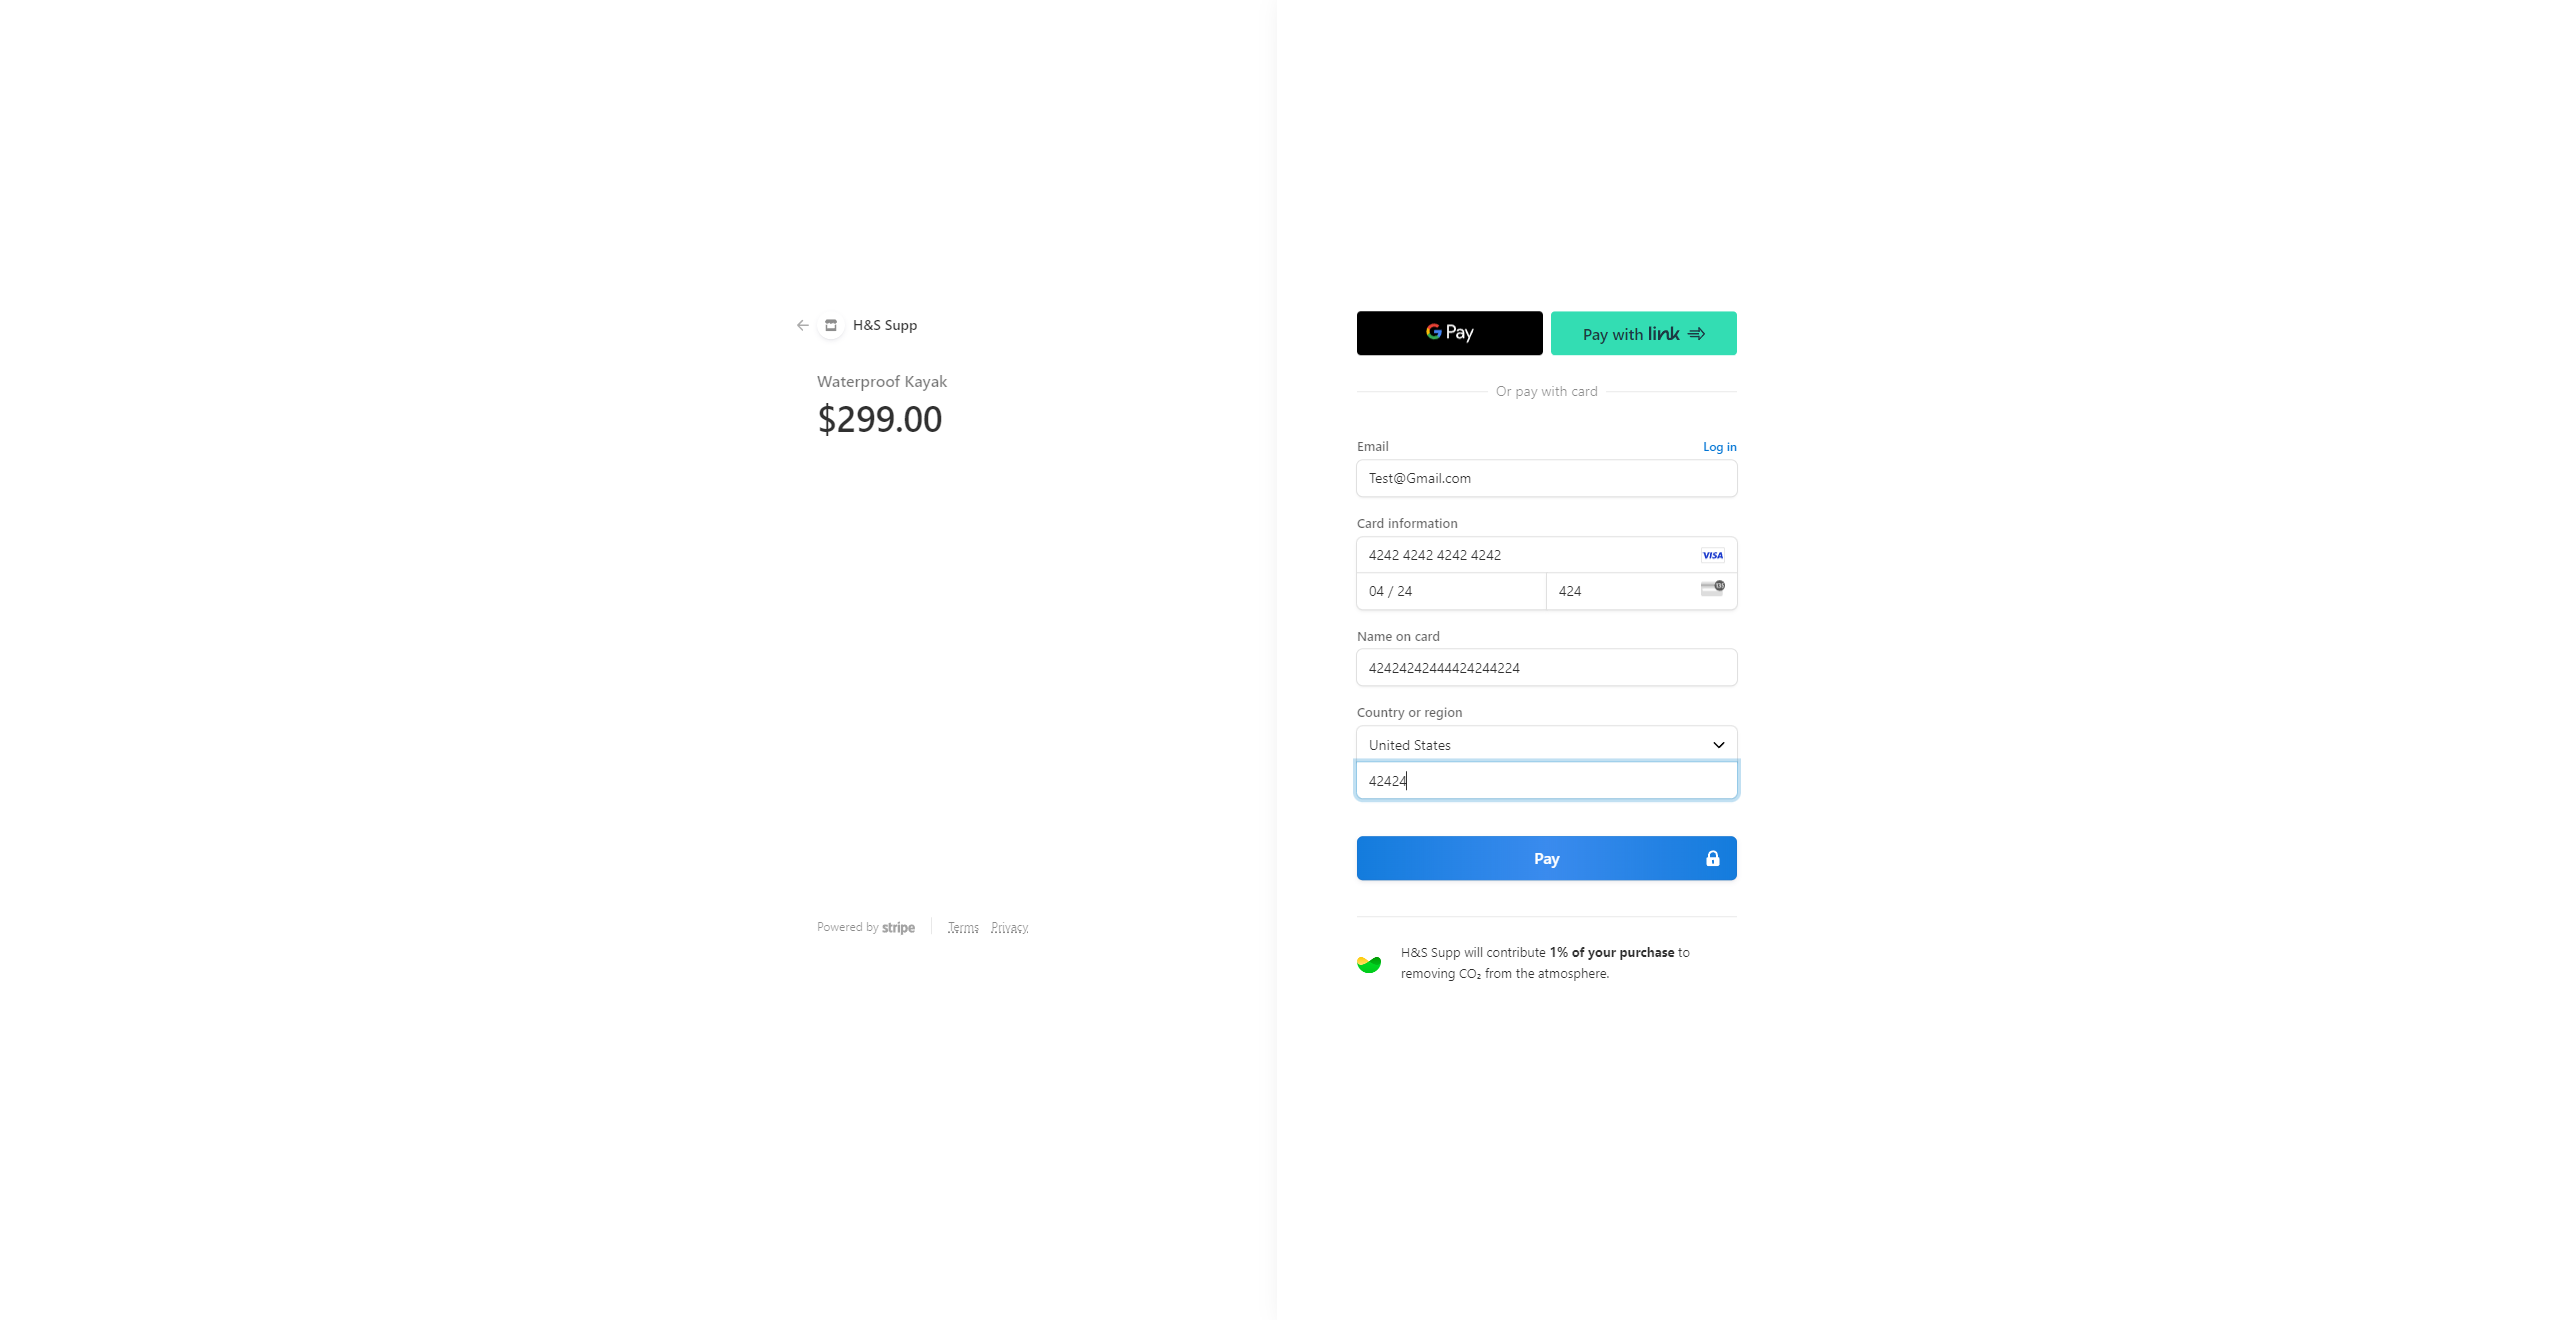 H&S Supp
Waterproof Kayak
$299.00
Powered by stripe
Terms Privacy
G Pay
Pay with link
Or pay with card
Email Log in
Test@Gmail.com
Card information
4242 4242 4242 4242 VISA
04 / 24 424
Name on card
42424242444424244224
Country or region
United States
42424
Pay
H&S Supp will contribute 1% of your purchase to
removing CO₂ from the atmosphere.